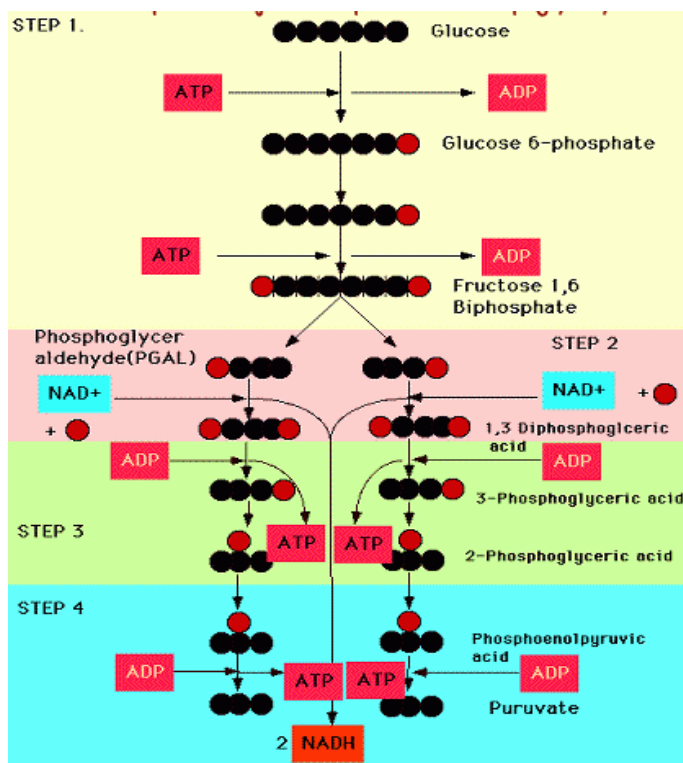 STEP 1.
Glucose
ATP
ADP
Glucose 6-phosphate
ATP
ADP
Fructose 1,6
Biphosphate
Phosphoglycer
aldehyde(PGAL)
STEP 2
NAD+
NAD+
+
+
1,3 Diphosphoglceric
acid
ADP
ADP
3-Phosphoglyceric acid
STEP 3
ATP
ATP
2-Phosphoglyceric acid
STEP 4
Phosphoenolpyruvic
acid
ADP
ATP
ATP
ADP
Puruvate
2 NADH